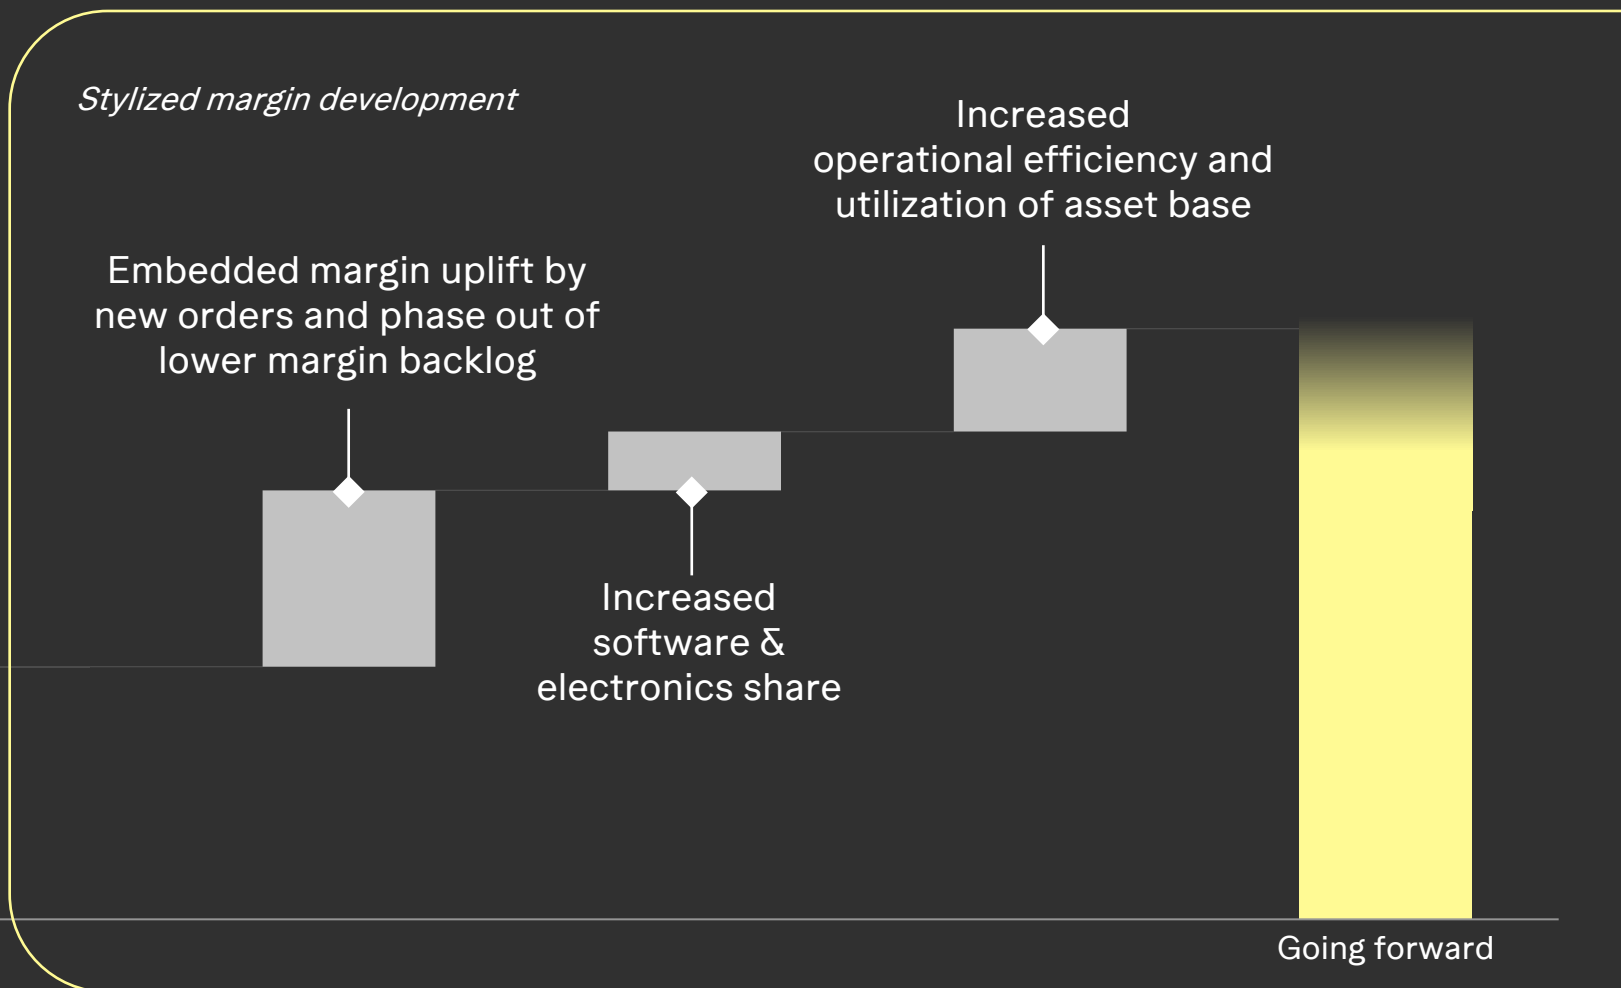 Stylized margin development
Increased
operational efficiency and
utilization of asset base
Embedded margin uplift by
new orders and phase out of
lower margin backlog
Increased
software &
electronics share
Going forward